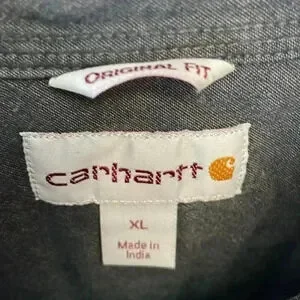 ORIGINAL FIT
carhartt
XL
Made in
India